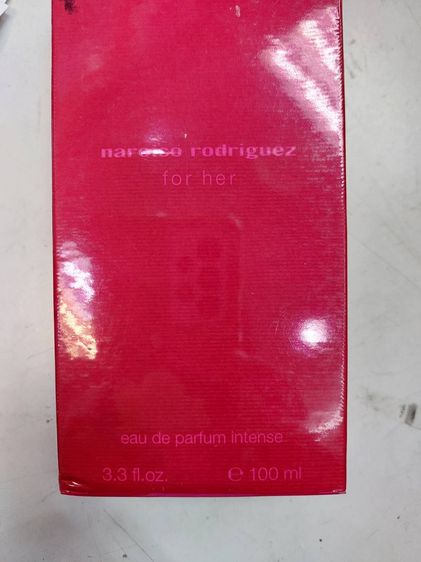 narciso rodriguez
for her
eau de parfum intense
3.3 fl.oz. ℮ 100 ml